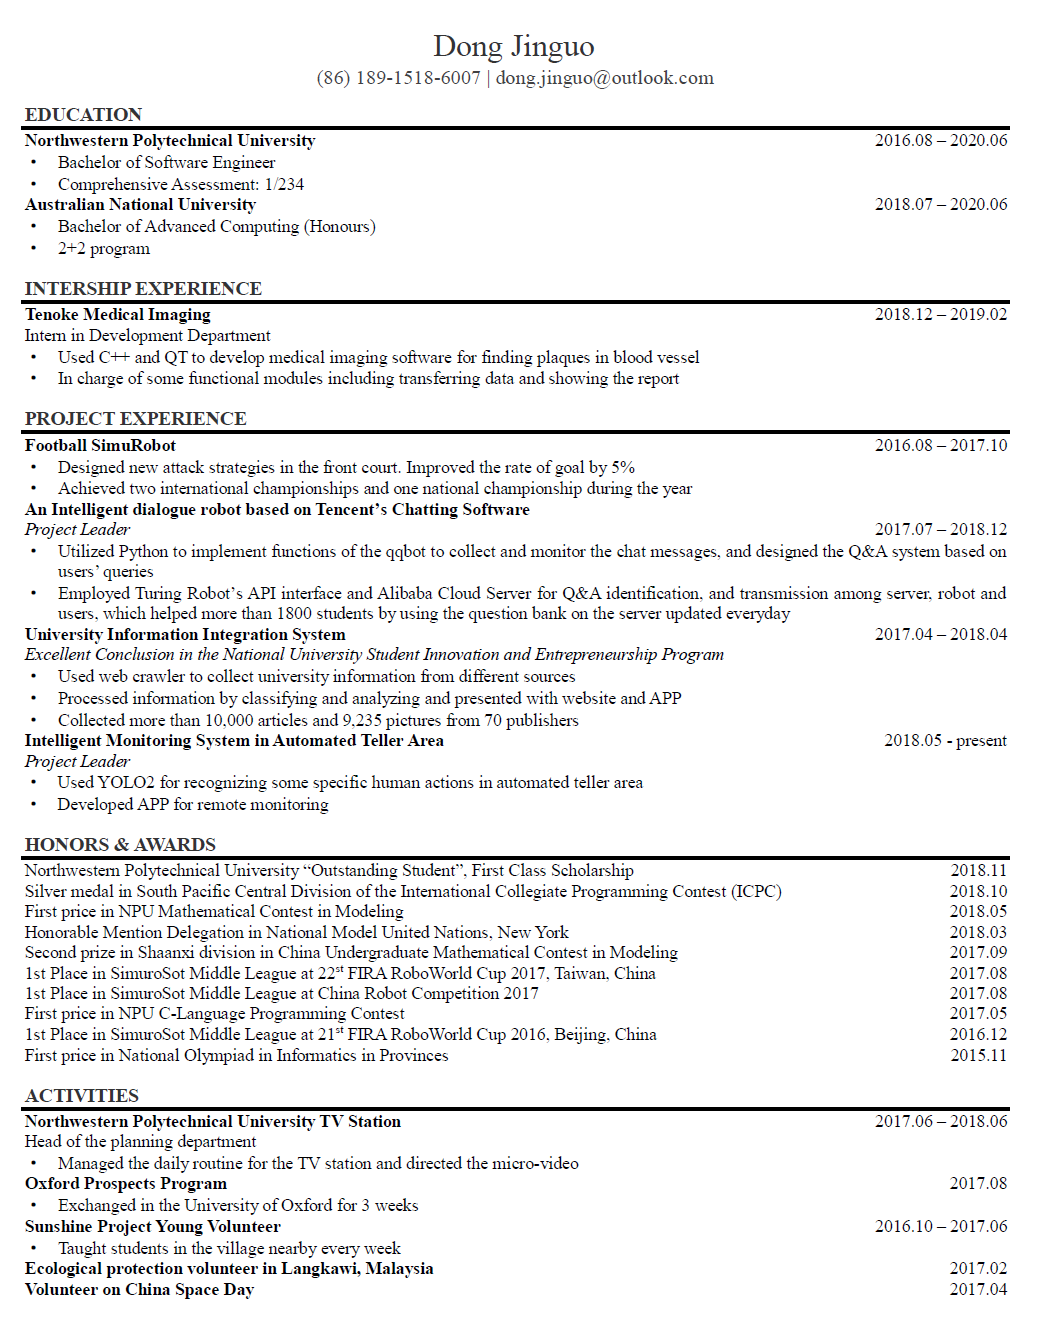 Dong Jinguo
(86) 189-1518-6007 | dong.jinguo@outlook.com
EDUCATION
Northwestern Polytechnical University 2016.08 – 2020.06
• Bachelor of Software Engineer
• Comprehensive Assessment: 1/234
Australian National University 2018.07 – 2020.06
• Bachelor of Advanced Computing (Honours)
• 2+2 program
INTERSHIP EXPERIENCE
Tenoke Medical Imaging 2018.12 – 2019.02
Intern in Development Department
• Used C++ and QT to develop medical imaging software for finding plaques in blood vessel
• In charge of some functional modules including transferring data and showing the report
PROJECT EXPERIENCE
Football SimuRobot 2016.08 – 2017.10
• Designed new attack strategies in the front court. Improved the rate of goal by 5%
• Achieved two international championships and one national championship during the year
An Intelligent dialogue robot based on Tencent’s Chatting Software
Project Leader 2017.07 – 2018.12
• Utilized Python to implement functions of the qqbot to collect and monitor the chat messages, and designed the Q&A system based on
users’ queries
• Employed Turing Robot’s API interface and Alibaba Cloud Server for Q&A identification, and transmission among server, robot and
users, which helped more than 1800 students by using the question bank on the server updated everyday
University Information Integration System 2017.04 – 2018.04
Excellent Conclusion in the National University Student Innovation and Entrepreneurship Program
• Used web crawler to collect university information from different sources
• Processed information by classifying and analyzing and presented with website and APP
• Collected more than 10,000 articles and 9,235 pictures from 70 publishers
Intelligent Monitoring System in Automated Teller Area 2018.05 - present
Project Leader
• Used YOLO2 for recognizing some specific human actions in automated teller area
• Developed APP for remote monitoring
HONORS & AWARDS
Northwestern Polytechnical University “Outstanding Student”, First Class Scholarship 2018.11
Silver medal in South Pacific Central Division of the International Collegiate Programming Contest (ICPC) 2018.10
First price in NPU Mathematical Contest in Modeling 2018.05
Honorable Mention Delegation in National Model United Nations, New York 2018.03
Second prize in Shaanxi division in China Undergraduate Mathematical Contest in Modeling 2017.09
1st Place in SimuroSot Middle League at 22st FIRA RoboWorld Cup 2017, Taiwan, China 2017.08
1st Place in SimuroSot Middle League at China Robot Competition 2017 2017.08
First price in NPU C-Language Programming Contest 2017.05
1st Place in SimuroSot Middle League at 21st FIRA RoboWorld Cup 2016, Beijing, China 2016.12
First price in National Olympiad in Informatics in Provinces 2015.11
ACTIVITIES
Northwestern Polytechnical University TV Station 2017.06 – 2018.06
Head of the planning department
• Managed the daily routine for the TV station and directed the micro-video
Oxford Prospects Program 2017.08
• Exchanged in the University of Oxford for 3 weeks
Sunshine Project Young Volunteer 2016.10 – 2017.06
• Taught students in the village nearby every week
Ecological protection volunteer in Langkawi, Malaysia 2017.02
Volunteer on China Space Day 2017.04